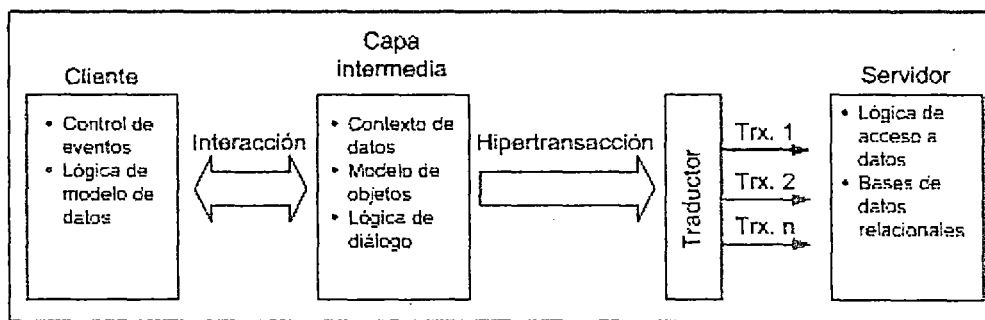 Cliente
• Control de
eventos
• Lógica de
modelo de
datos
Interacción
Capa
intermedia
• Contexto de
datos
• Modelo de
objetos
• Lógica de
diálogo
Hipertransacción
Traductor
Trx. 1
Trx. 2
Trx. n
Servidor
• Lógica de
acceso a
datos
• Bases de
datos
relacionales